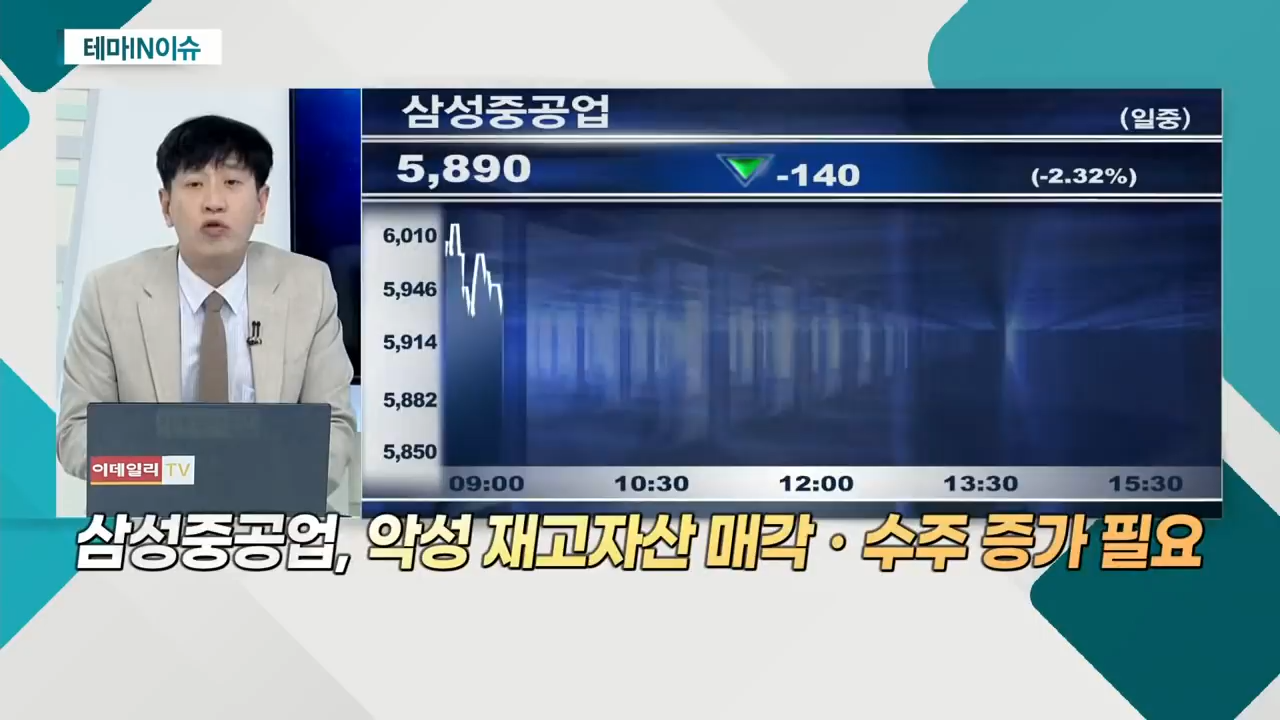 테마IN이슈
삼성중공업 (일중)
5,890 -140 (-2.32%)
6,010
5,946
5,914
5,882
5,850
09:00 10:30 12:00 13:30 15:30
이데일리TV
삼성중공업, 악성 재고자산 매각·수주 증가 필요